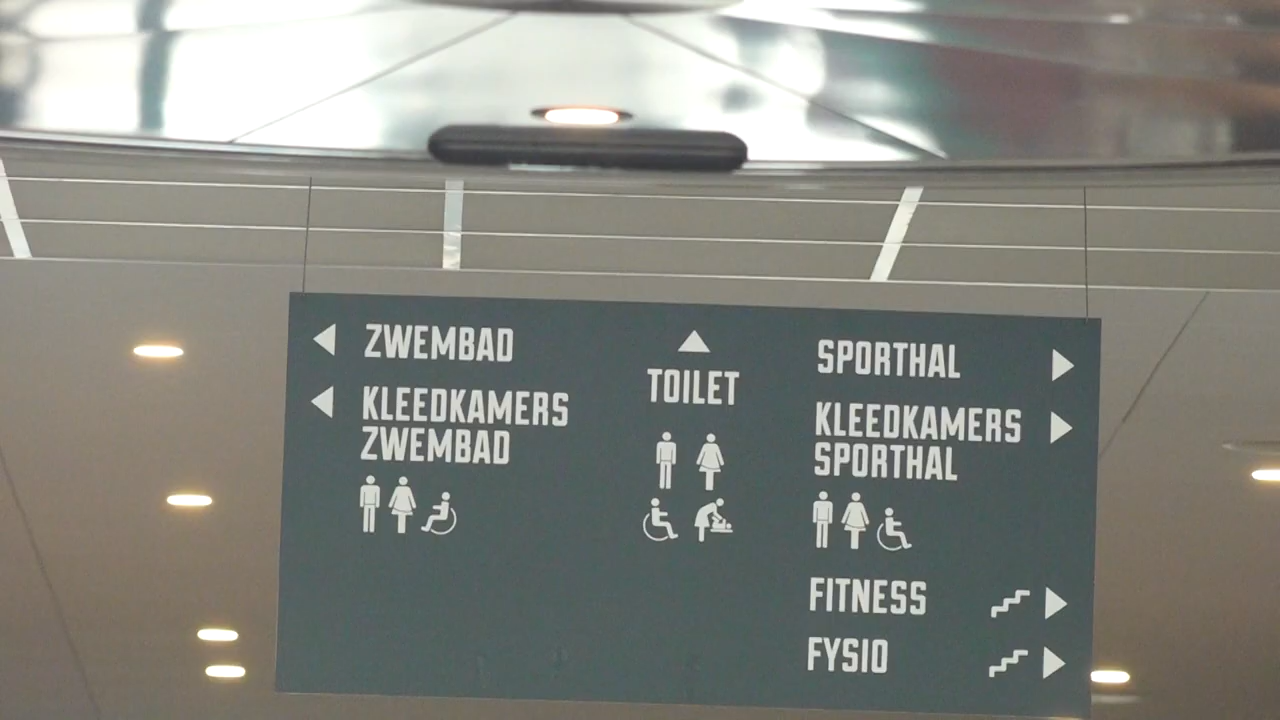 ZWEMBAD
KLEEDKAMERS
ZWEMBAD
TOILET
SPORTHAL
KLEEDKAMERS
SPORTHAL
FITNESS
FYSIO